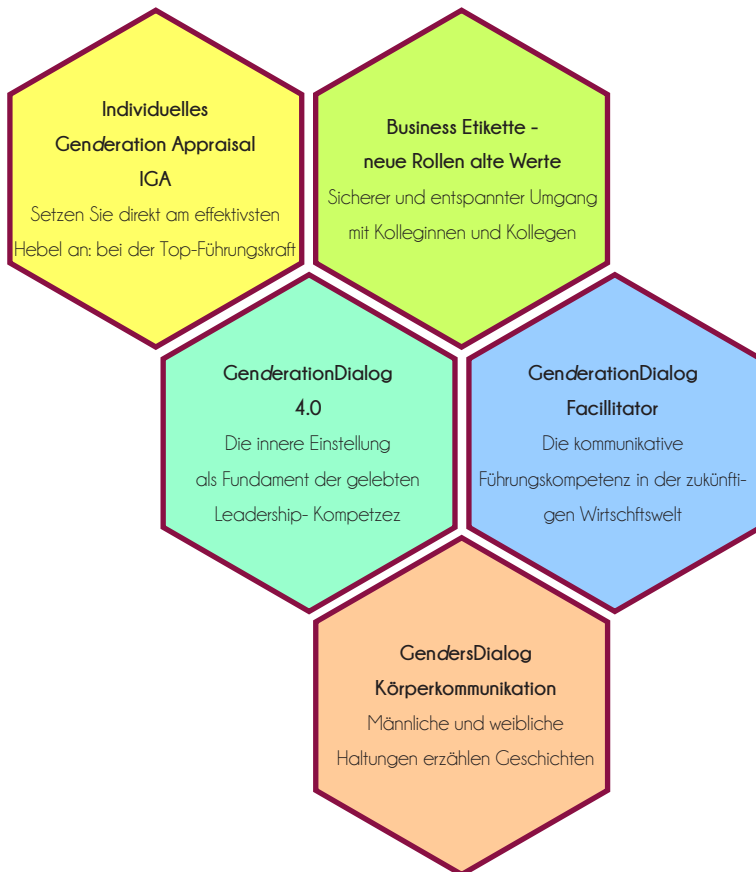 Individuelles
Genderation Appraisal
IGA
Setzen Sie direkt am effektivsten
Hebel an: bei der Top-Führungskraft
Business Etikette -
neue Rollen alte Werte
Sicherer und entspannter Umgang
mit Kolleginnen und Kollegen
GenderationDialog
4.0
Die innere Einstellung
als Fundament der gelebten
Leadership- Kompetzez
GenderationDialog
Facillitator
Die kommunikative
Führungskompetenz in der zukünfti-
gen Wirtschftswelt
GendersDialog
Körperkommunikation
Männliche und weibliche
Haltungen erzählen Geschichten